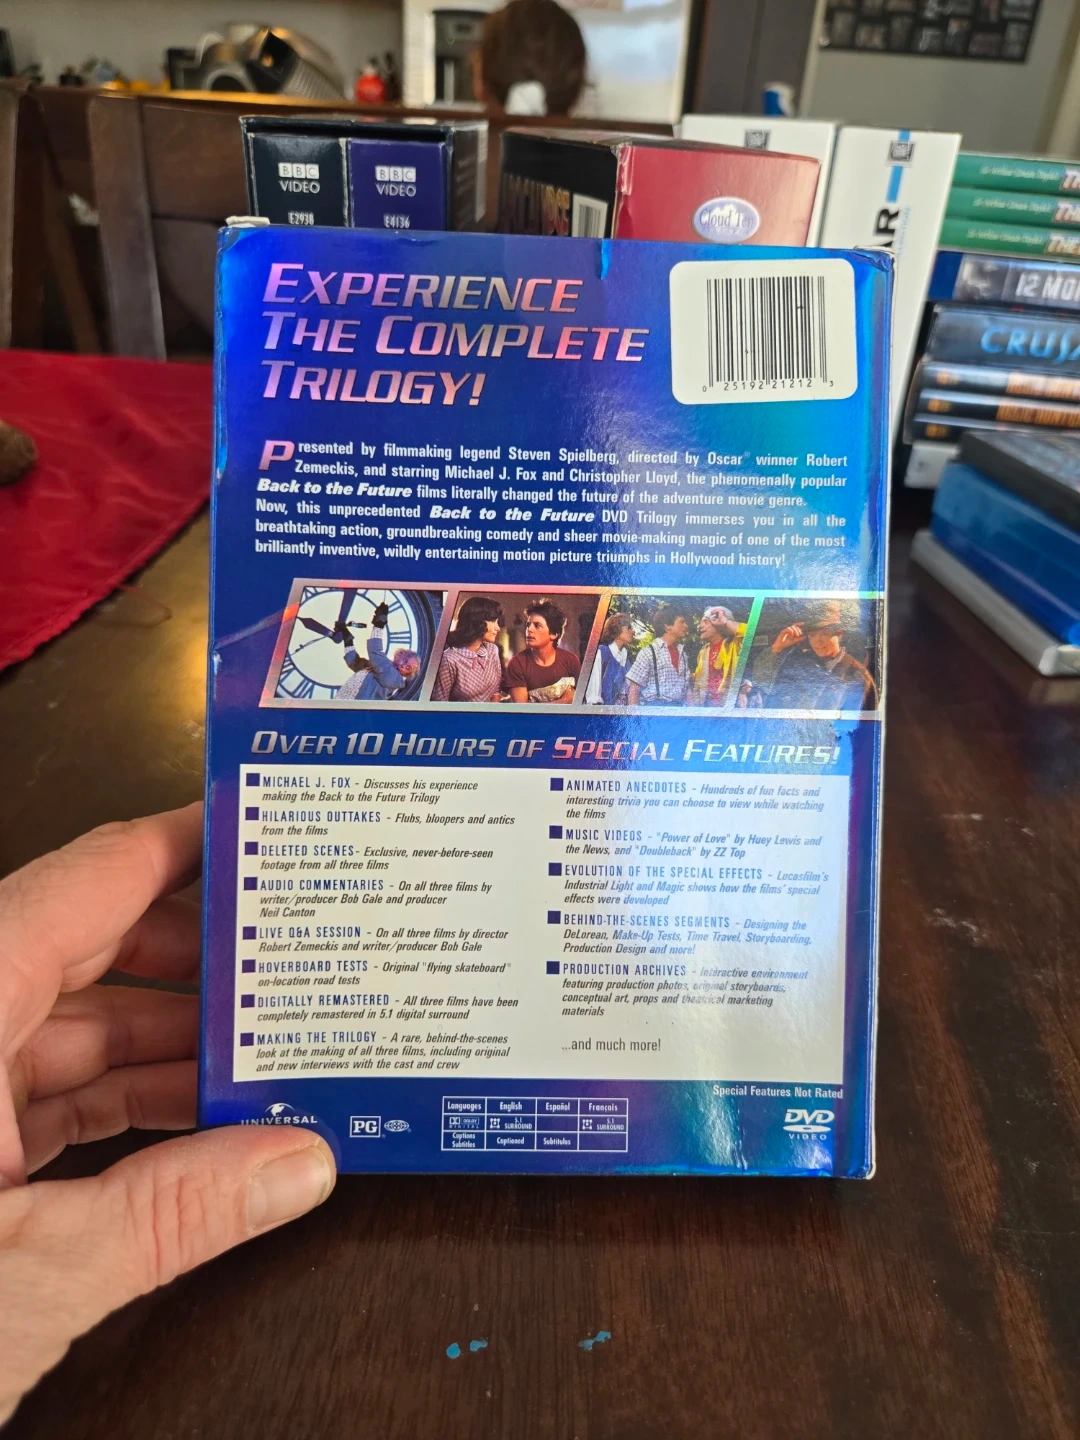 BBC
VIDEO
E2938
BBC
VIDEO
E4136
Cloud Ten
12 MO
CRUSA
EXPERIENCE
THE COMPLETE
TRILOGY!
0 25192 21212 3
Presented by filmmaking legend Steven Spielberg, directed by Oscar® winner Robert
Zemeckis, and starring Michael J. Fox and Christopher Lloyd, the phenomenally popular
Back to the Future films literally changed the future of the adventure movie genre.
Now, this unprecedented Back to the Future DVD Trilogy immerses you in all the
breathtaking action, groundbreaking comedy and sheer movie-making magic of one of the most
brilliantly inventive, wildly entertaining motion picture triumphs in Hollywood history!
OVER 10 HOURS OF SPECIAL FEATURES!
MICHAEL J. FOX - Discusses his experience
making the Back to the Future Trilogy
HILARIOUS OUTTAKES - Flubs, bloopers and antics
from the films
DELETED SCENES- Exclusive, never-before-seen
footage from all three films
AUDIO COMMENTARIES - On all three films by
writer/producer Bob Gale and producer
Neil Canton
LIVE Q&A SESSION - On all three films by director
Robert Zemeckis and writer/producer Bob Gale
HOVERBOARD TESTS - Original "flying skateboard"
on-location road tests
DIGITALLY REMASTERED - All three films have been
completely remastered in 5.1 digital surround
MAKING THE TRILOGY - A rare, behind-the-scenes
look at the making of all three films, including original
and new interviews with the cast and crew
ANIMATED ANECDOTES - Hundreds of fun facts and
interesting trivia you can choose to view while watching
the films
MUSIC VIDEOS - "Power of Love" by Huey Lewis and
the News, and "Doubleback" by ZZ Top
EVOLUTION OF THE SPECIAL EFFECTS - Lucasfilm's
Industrial Light and Magic shows how the films' special
effects were developed
BEHIND-THE-SCENES SEGMENTS - Designing the
DeLorean, Make-Up Tests, Time Travel, Storyboarding,
Production Design and more!
PRODUCTION ARCHIVES - Interactive environment
featuring production photos, original storyboards,
conceptual art, props and theatrical marketing
materials
...and much more!
Special Features Not Rated
UNIVERSAL
PG
Languages English Español Français
DOLBY DIGITAL 5.1 SURROUND 5.1 SURROUND
Captions Subtitles Captioned Subtítulos
DVD
VIDEO